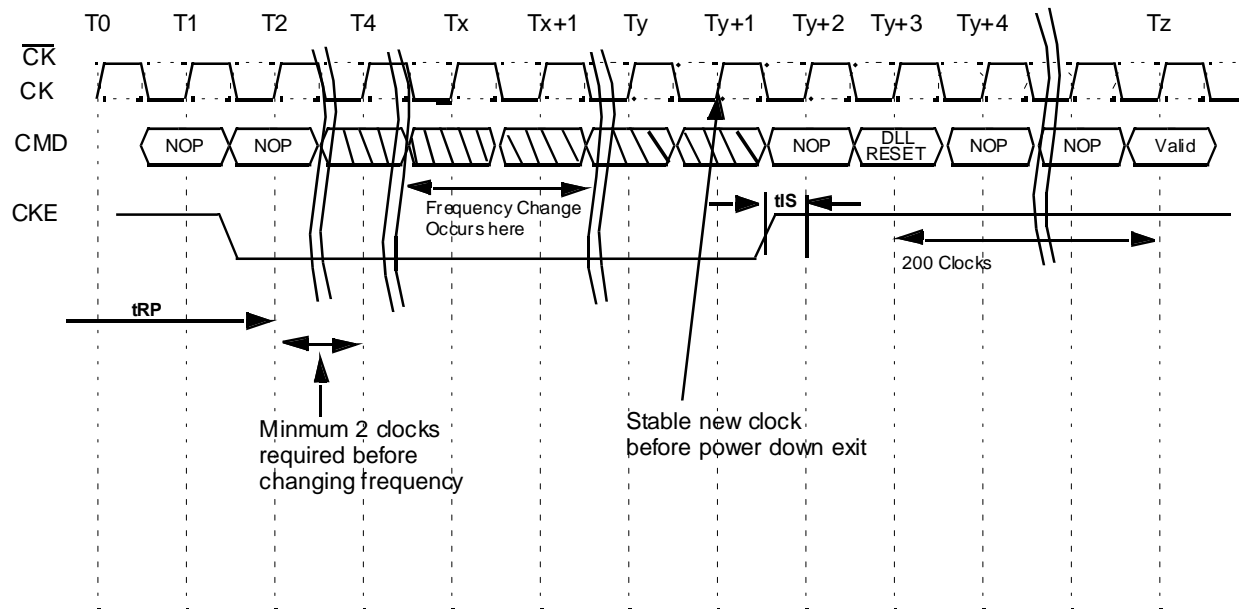 T0 T1 T2 T4 Tx Tx+1 Ty Ty+1 Ty+2 Ty+3 Ty+4 Tz
CK
CK
CMD NOP NOP NOP DLL RESET NOP NOP Valid
CKE
Frequency Change
Occurs here
tIS
200 Clocks
tRP
Minmum 2 clocks
required before
changing frequency
Stable new clock
before power down exit